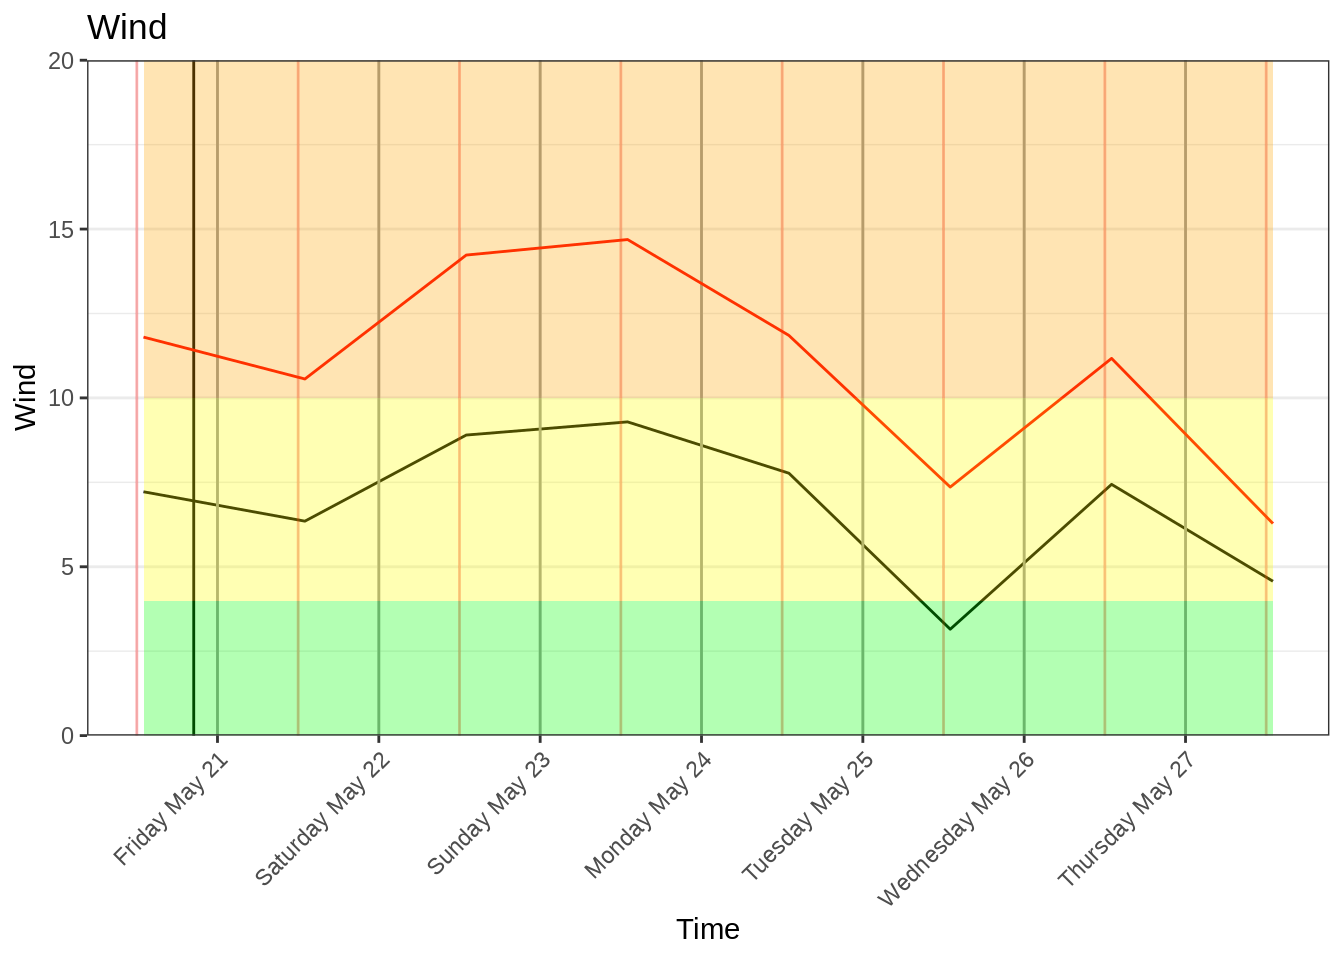 Wind
20
15
10
5
0
Wind
Friday May 21
Saturday May 22
Sunday May 23
Monday May 24
Tuesday May 25
Wednesday May 26
Thursday May 27
Time